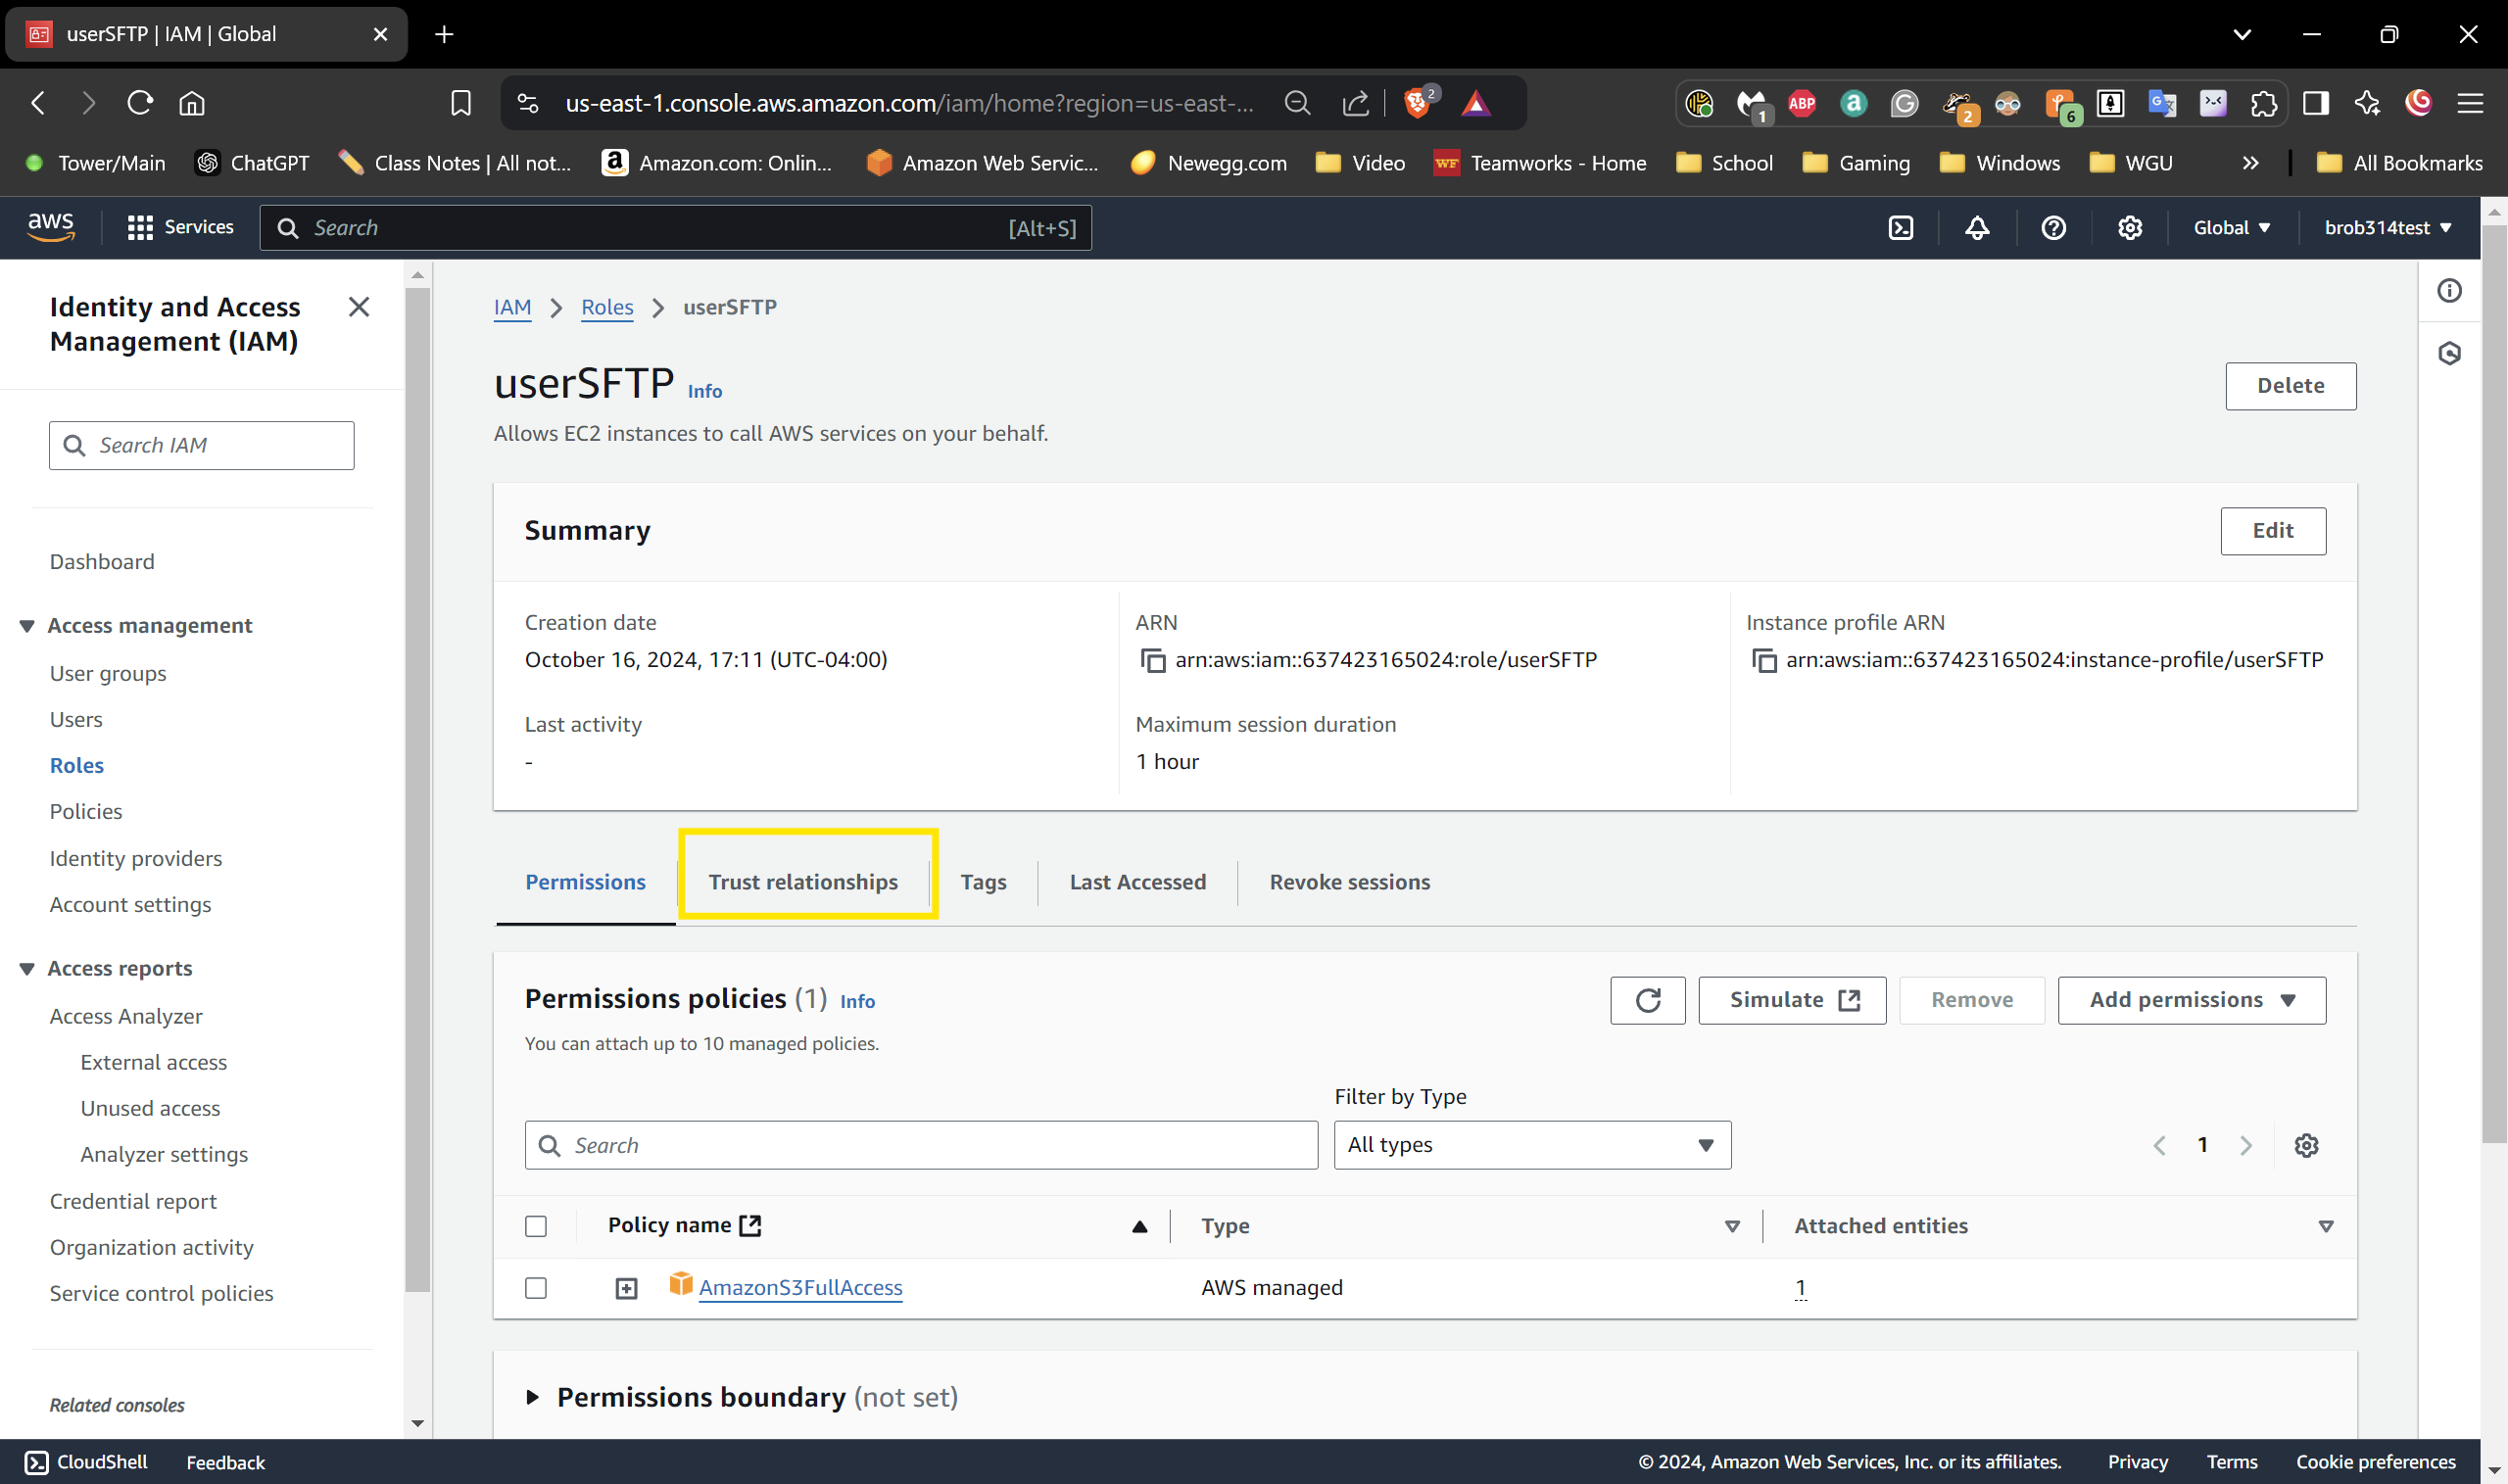 userSFTP | IAM | Global
us-east-1.console.aws.amazon.com/iam/home?region=us-east-...
2
1
ABP
a
2
6
Tower/Main
ChatGPT
Class Notes | All not...
Amazon.com: Onlin...
Amazon Web Servic...
Newegg.com
Video
WF
Teamworks - Home
School
Gaming
Windows
WGU
All Bookmarks
aws
Services
Search
[Alt+S]
Global
brob314test
Identity and Access
Management (IAM)
Search IAM
Dashboard
Access management
User groups
Users
Roles
Policies
Identity providers
Account settings
Access reports
Access Analyzer
External access
Unused access
Analyzer settings
Credential report
Organization activity
Service control policies
Related consoles
IAM
Roles
userSFTP
userSFTP Info
Delete
Allows EC2 instances to call AWS services on your behalf.
Summary
Edit
Creation date
October 16, 2024, 17:11 (UTC-04:00)
ARN
arn:aws:iam::637423165024:role/userSFTP
Instance profile ARN
arn:aws:iam::637423165024:instance-profile/userSFTP
Last activity
-
Maximum session duration
1 hour
Permissions
Trust relationships
Tags
Last Accessed
Revoke sessions
Permissions policies (1) Info
You can attach up to 10 managed policies.
Simulate
Remove
Add permissions
Filter by Type
Search
All types
1
Policy name
Type
Attached entities
AmazonS3FullAccess
AWS managed
1
Permissions boundary (not set)
CloudShell
Feedback
© 2024, Amazon Web Services, Inc. or its affiliates.
Privacy
Terms
Cookie preferences